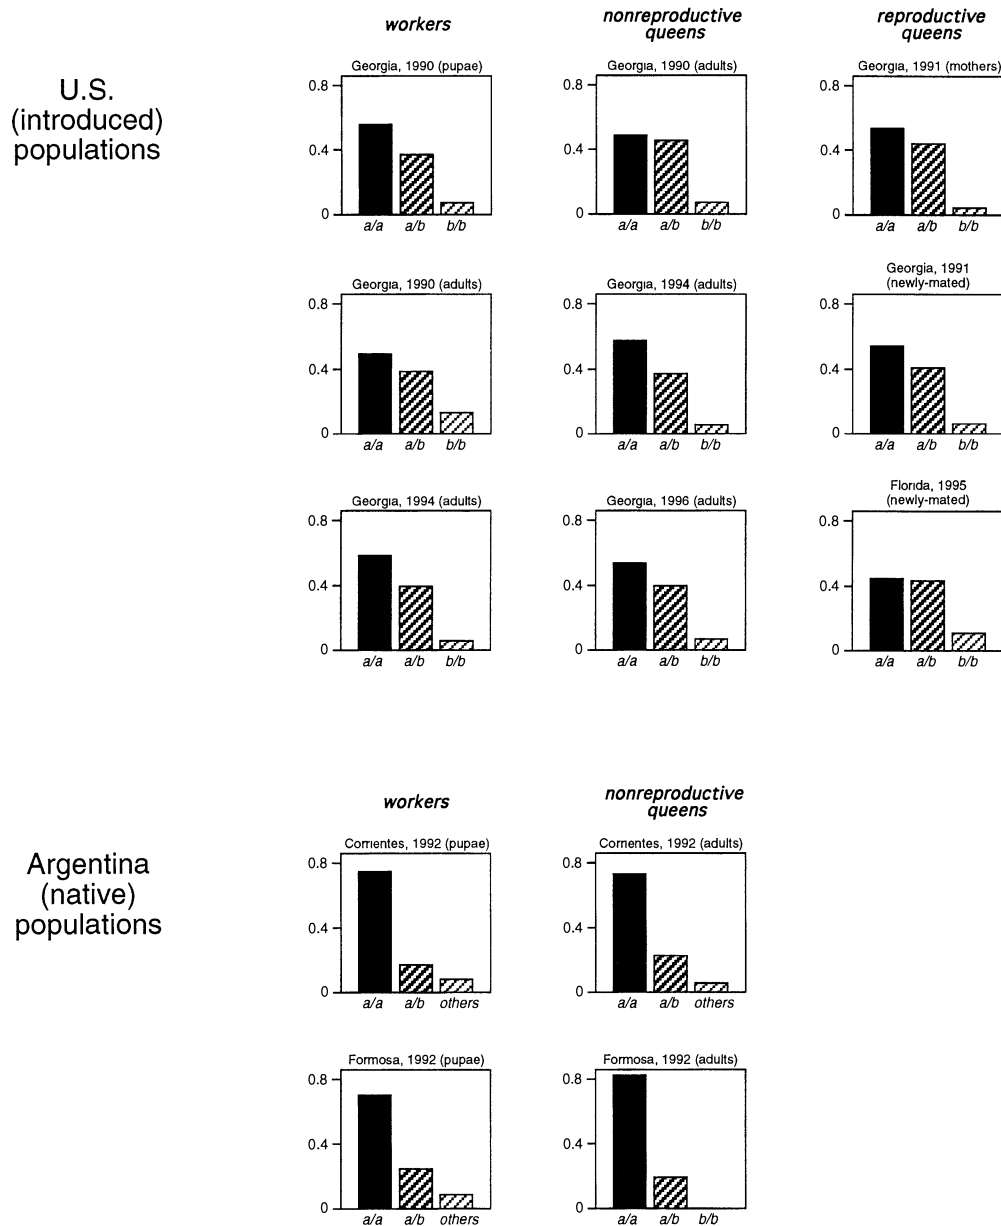 workers
nonreproductive
queens
reproductive
queens
U.S.
(introduced)
populations
Georgia, 1990 (pupae)
0.8
0.4
0
a/a a/b b/b
Georgia, 1990 (adults)
0.8
0.4
0
a/a a/b b/b
Georgia, 1991 (mothers)
0.8
0.4
0
a/a a/b b/b
Georgia, 1990 (adults)
0.8
0.4
0
a/a a/b b/b
Georgia, 1994 (adults)
0.8
0.4
0
a/a a/b b/b
Georgia, 1991
(newly-mated)
0.8
0.4
0
a/a a/b b/b
Georgia, 1994 (adults)
0.8
0.4
0
a/a a/b b/b
Georgia, 1996 (adults)
0.8
0.4
0
a/a a/b b/b
Florida, 1995
(newly-mated)
0.8
0.4
0
a/a a/b b/b
workers
nonreproductive
queens
Argentina
(native)
populations
Corrientes, 1992 (pupae)
0.8
0.4
0
a/a a/b others
Corrientes, 1992 (adults)
0.8
0.4
0
a/a a/b others
Formosa, 1992 (pupae)
0.8
0.4
0
a/a a/b others
Formosa, 1992 (adults)
0.8
0.4
0
a/a a/b b/b